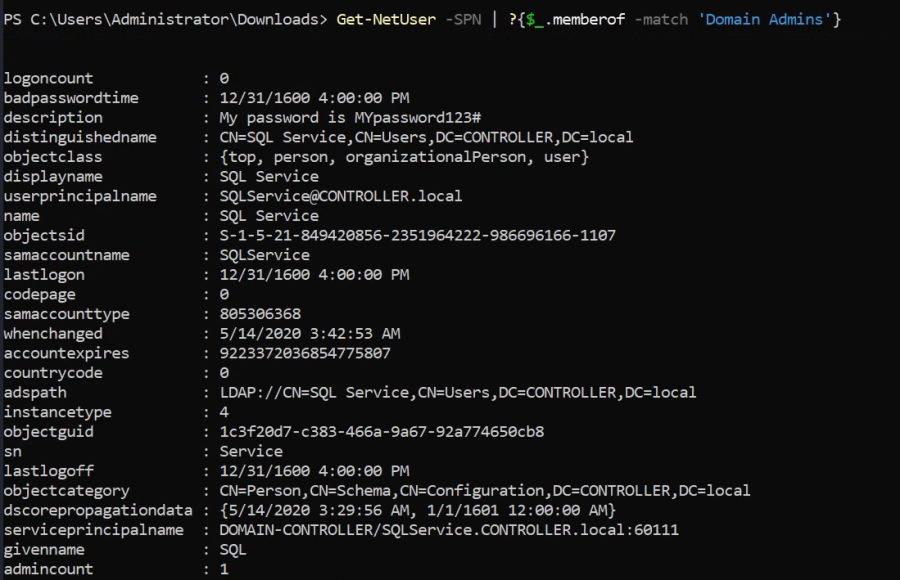 PS C:\Users\Administrator\Downloads> Get-NetUser -SPN | ?{$_.memberof -match 'Domain Admins'}
logoncount : 0
badpasswordtime : 12/31/1600 4:00:00 PM
description : My password is MYpassword123#
distinguishedname : CN=SQL Service,CN=Users,DC=CONTROLLER,DC=local
objectclass : {top, person, organizationalPerson, user}
displayname : SQL Service
userprincipalname : SQLService@CONTROLLER.local
name : SQL Service
objectsid : S-1-5-21-849420856-2351964222-986696166-1107
samaccountname : SQLService
lastlogon : 12/31/1600 4:00:00 PM
codepage : 0
samaccounttype : 805306368
whenchanged : 5/14/2020 3:42:53 AM
accountexpires : 9223372036854775807
countrycode : 0
adspath : LDAP://CN=SQL Service,CN=Users,DC=CONTROLLER,DC=local
instancetype : 4
objectguid : 1c3f20d7-c383-466a-9a67-92a774650cb8
sn : Service
lastlogoff : 12/31/1600 4:00:00 PM
objectcategory : CN=Person,CN=Schema,CN=Configuration,DC=CONTROLLER,DC=local
dscorepropagationdata : {5/14/2020 3:29:56 AM, 1/1/1601 12:00:00 AM}
serviceprincipalname : DOMAIN-CONTROLLER/SQLService.CONTROLLER.local:60111
givenname : SQL
admincount : 1